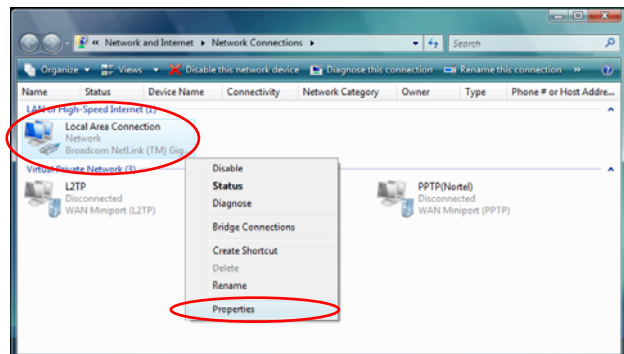 « Network and Internet ▸ Network Connections ▸
Search
Organize Views Disable this network device Diagnose this connection Rename this connection »
Name Status Device Name Connectivity Network Category Owner Type Phone # or Host Addre...
LAN or High-Speed Internet (1)
Local Area Connection
Network
Broadcom NetLink (TM) Gig...
Virtual Private Network (3)
L2TP
Disconnected
WAN Miniport (L2TP)
PPTP(Nortel)
Disconnected
WAN Miniport (PPTP)
Disable
Status
Diagnose
Bridge Connections
Create Shortcut
Delete
Rename
Properties